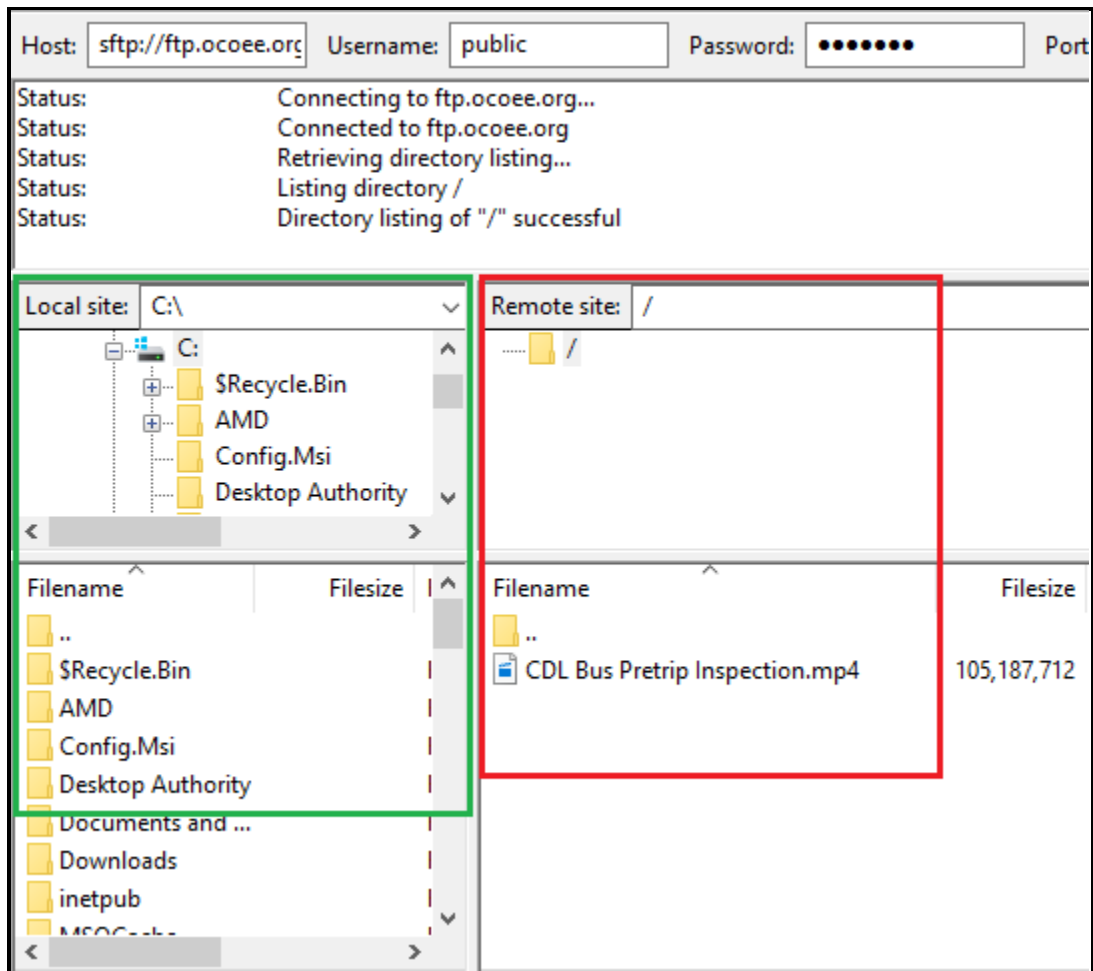 Host: sftp://ftp.ocoee.org Username: public Password: ●●●●●●● Port
Status: Connecting to ftp.ocoee.org...
Status: Connected to ftp.ocoee.org
Status: Retrieving directory listing...
Status: Listing directory /
Status: Directory listing of "/" successful
Local site: C:\
C:
$Recycle.Bin
AMD
Config.Msi
Desktop Authority
Remote site: /
/
Filename Filesize
..
$Recycle.Bin
AMD
Config.Msi
Desktop Authority
Documents and ...
Downloads
inetpub
Filename Filesize
..
CDL Bus Pretrip Inspection.mp4 105,187,712